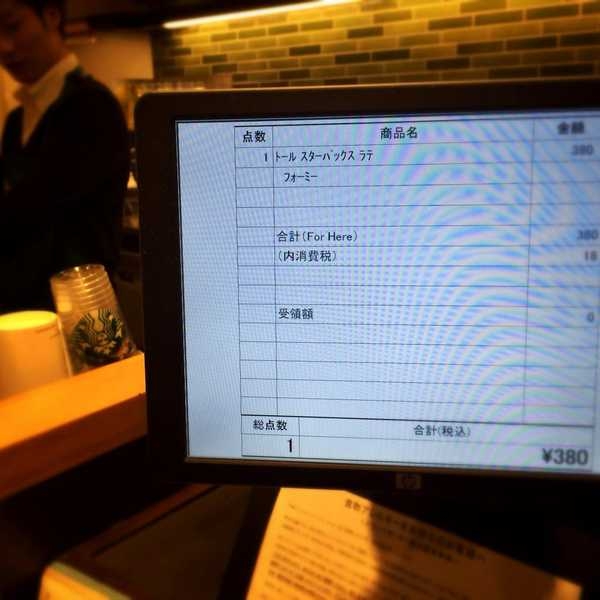 点数 商品名 金額
1 トール スターバックス ラテ 380
フォーミー
合計(For Here) 380
(内消費税) 18
受領額 0
総点数 合計(税込)
1 ¥380
hp